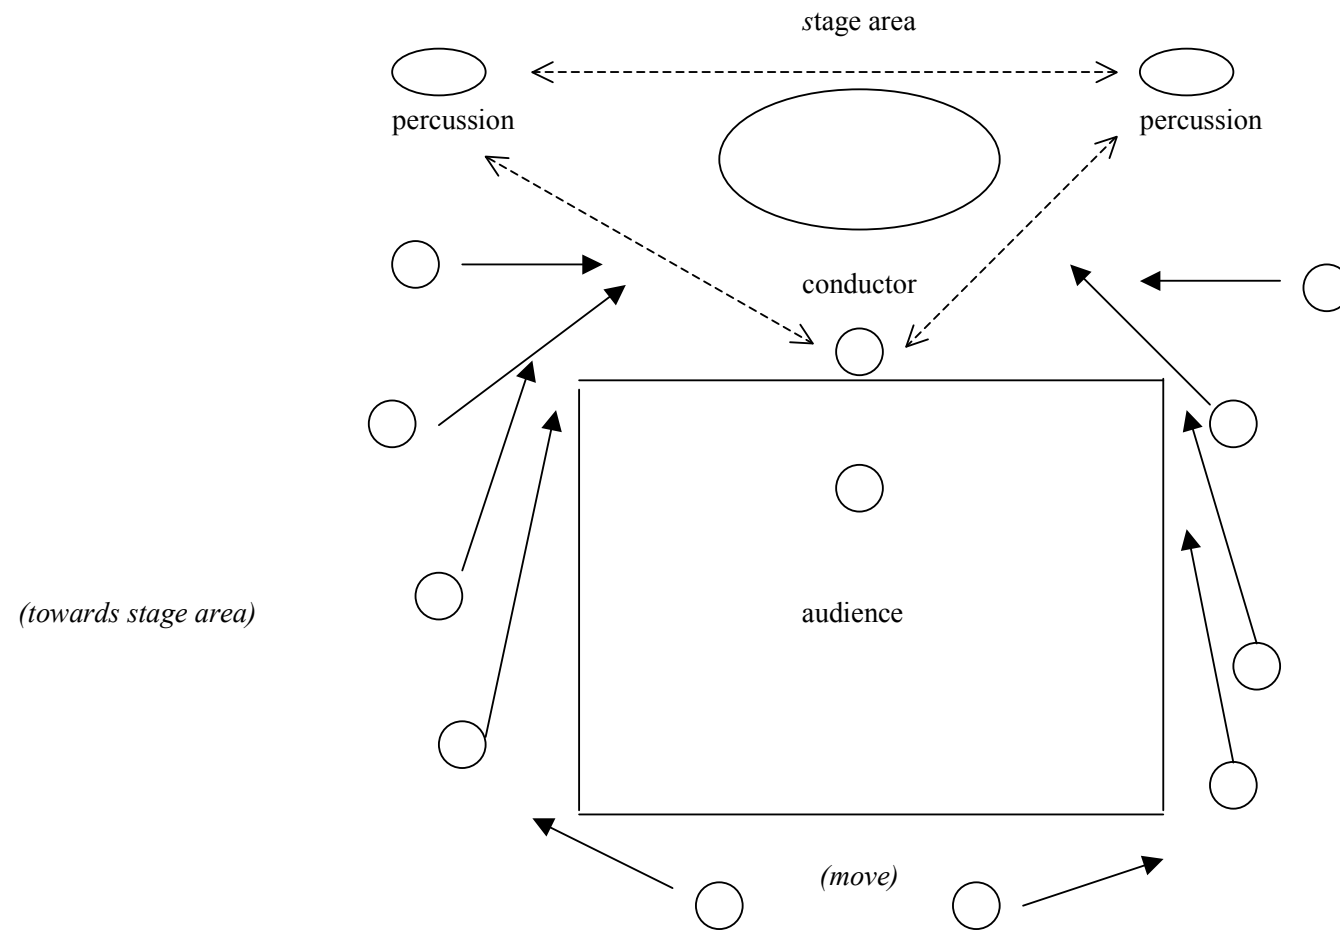 stage area
percussion
percussion
conductor
(towards stage area)
audience
(move)